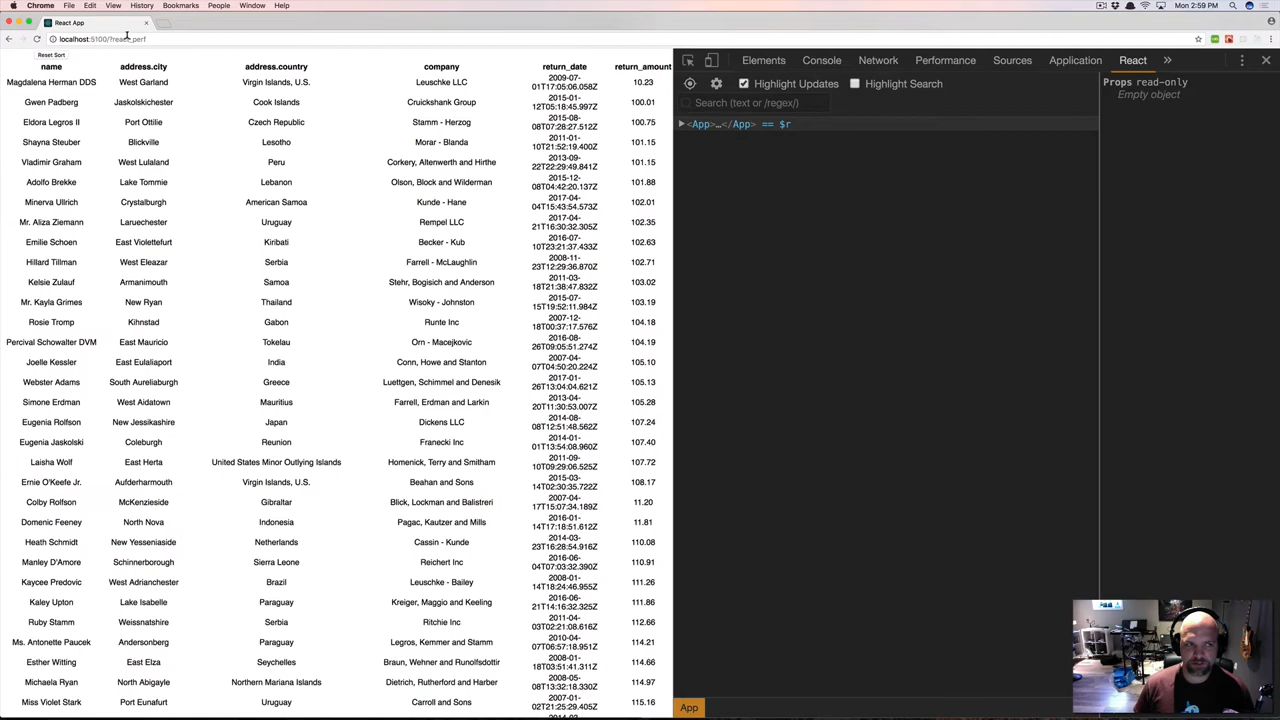 Chrome File Edit View History Bookmarks People Window Help Mon 2:59 PM
React App
localhost:5100/?react_perf
Reset Sort
name address.city address.country company return_date return_amount
Magdalena Herman DDS West Garland Virgin Islands, U.S. Leuschke LLC 2009-07-01T17:05:06.058Z 10.23
Gwen Padberg Jaskolskichester Cook Islands Cruickshank Group 2015-01-12T05:18:45.997Z 100.01
Eldora Legros II Port Ottilie Czech Republic Stamm - Herzog 2015-08-08T07:28:27.512Z 100.75
Shayna Steuber Blickville Lesotho Morar - Blanda 2011-01-10T21:52:19.400Z 101.15
Vladimir Graham West Lulaland Peru Corkery, Altenwerth and Hirthe 2013-09-22T22:29:49.841Z 101.15
Adolfo Brekke Lake Tommie Lebanon Olson, Block and Wilderman 2015-12-08T04:42:20.137Z 101.88
Minerva Ullrich Crystalburgh American Samoa Kunde - Hane 2017-04-04T15:43:54.573Z 102.01
Mr. Aliza Ziemann Laruechester Uruguay Rempel LLC 2017-04-21T16:30:32.305Z 102.35
Emilie Schoen East Violettefurt Kiribati Becker - Kub 2016-07-10T23:21:37.433Z 102.63
Hillard Tillman West Eleazar Serbia Farrell - McLaughlin 2008-11-23T12:29:36.870Z 102.71
Kelsie Zulauf Armanimouth Samoa Stehr, Bogisich and Anderson 2011-03-18T21:38:47.832Z 103.02
Mr. Kayla Grimes New Ryan Thailand Wisoky - Johnston 2015-07-15T19:52:11.984Z 103.19
Rosie Tromp Kihnstad Gabon Runte Inc 2007-12-18T00:37:17.576Z 104.18
Percival Schowalter DVM East Mauricio Tokelau Orn - Macejkovic 2016-08-26T09:05:51.274Z 104.19
Joelle Kessler East Eulaliaport India Conn, Howe and Stanton 2007-04-07T04:50:20.224Z 105.10
Webster Adams South Aureliaburgh Greece Luettgen, Schimmel and Denesik 2017-01-26T13:04:04.621Z 105.13
Simone Erdman West Aidatown Mauritius Farrell, Erdman and Larkin 2013-04-20T11:30:53.007Z 105.28
Eugenia Rolfson New Jessikashire Japan Dickens LLC 2014-08-08T12:51:48.562Z 107.24
Eugenia Jaskolski Coleburgh Reunion Franecki Inc 2014-01-01T13:54:08.960Z 107.40
Laisha Wolf East Herta United States Minor Outlying Islands Homenick, Terry and Smitham 2011-09-10T09:29:06.525Z 107.72
Ernie O'Keefe Jr. Aufderharmouth Virgin Islands, U.S. Beahan and Sons 2015-03-14T02:30:35.722Z 108.17
Colby Rolfson McKenzieside Gibraltar Blick, Lockman and Balistreri 2007-04-17T15:07:34.189Z 11.20
Domenic Feeney North Nova Indonesia Pagac, Kautzer and Mills 2016-01-14T17:18:51.612Z 11.81
Heath Schmidt New Yesseniaside Netherlands Cassin - Kunde 2014-03-23T16:28:54.916Z 110.08
Manley D'Amore Schinnerborough Sierra Leone Reichert Inc 2016-06-04T07:03:32.390Z 110.91
Kaycee Predovic West Adrianchester Brazil Leuschke - Bailey 2008-01-14T18:24:46.955Z 111.26
Kaley Upton Lake Isabelle Paraguay Kreiger, Maggio and Keeling 2016-06-21T14:16:32.325Z 111.86
Ruby Stamm Weissnatshire Serbia Ritchie Inc 2011-04-03T02:21:08.616Z 112.66
Ms. Antonette Paucek Andersonberg Paraguay Legros, Kemmer and Stamm 2010-04-07T06:57:18.951Z 114.21
Esther Witting East Elza Seychelles Braun, Wehner and Runolfsdottir 2008-01-18T03:51:41.311Z 114.66
Michaela Ryan North Abigayle Northern Mariana Islands Dietrich, Rutherford and Harber 2008-05-08T13:32:18.330Z 114.97
Miss Violet Stark Port Eunafurt Uruguay Carroll and Sons 2007-01-02T21:25:29.405Z 115.16
Elements Console Network Performance Sources Application React »
Highlight Updates Highlight Search
Search (text or /regex/)
<App>…</App> == $r
Props read-only
Empty object
App